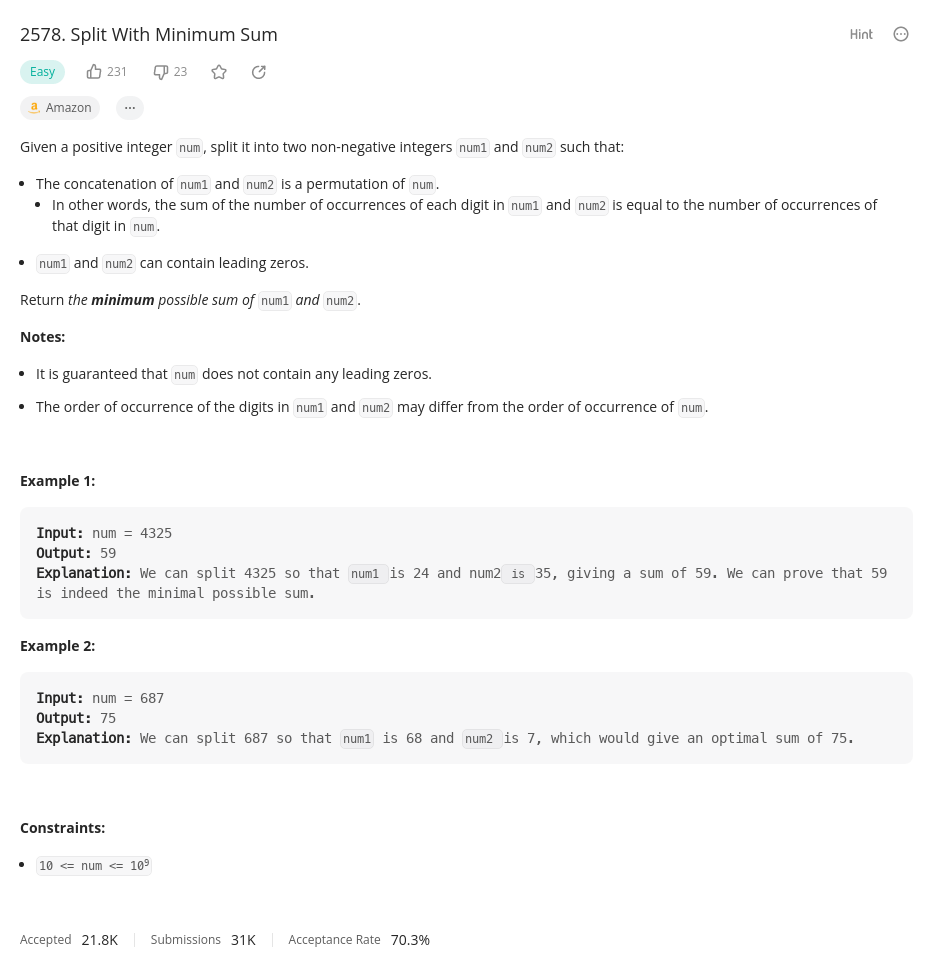 2578. Split With Minimum Sum
Hint
Easy
231
23
a Amazon
...
Given a positive integer num, split it into two non-negative integers num1 and num2 such that:
• The concatenation of num1 and num2 is a permutation of num.
• In other words, the sum of the number of occurrences of each digit in num1 and num2 is equal to the number of occurrences of
that digit in num.
• num1 and num2 can contain leading zeros.
Return the minimum possible sum of num1 and num2.
Notes:
• It is guaranteed that num does not contain any leading zeros.
• The order of occurrence of the digits in num1 and num2 may differ from the order of occurrence of num.
Example 1:
Input: num = 4325
Output: 59
Explanation: We can split 4325 so that num1 is 24 and num2 is 35, giving a sum of 59. We can prove that 59
is indeed the minimal possible sum.
Example 2:
Input: num = 687
Output: 75
Explanation: We can split 687 so that num1 is 68 and num2 is 7, which would give an optimal sum of 75.
Constraints:
• 10 <= num <= 10⁹
Accepted 21.8K Submissions 31K Acceptance Rate 70.3%